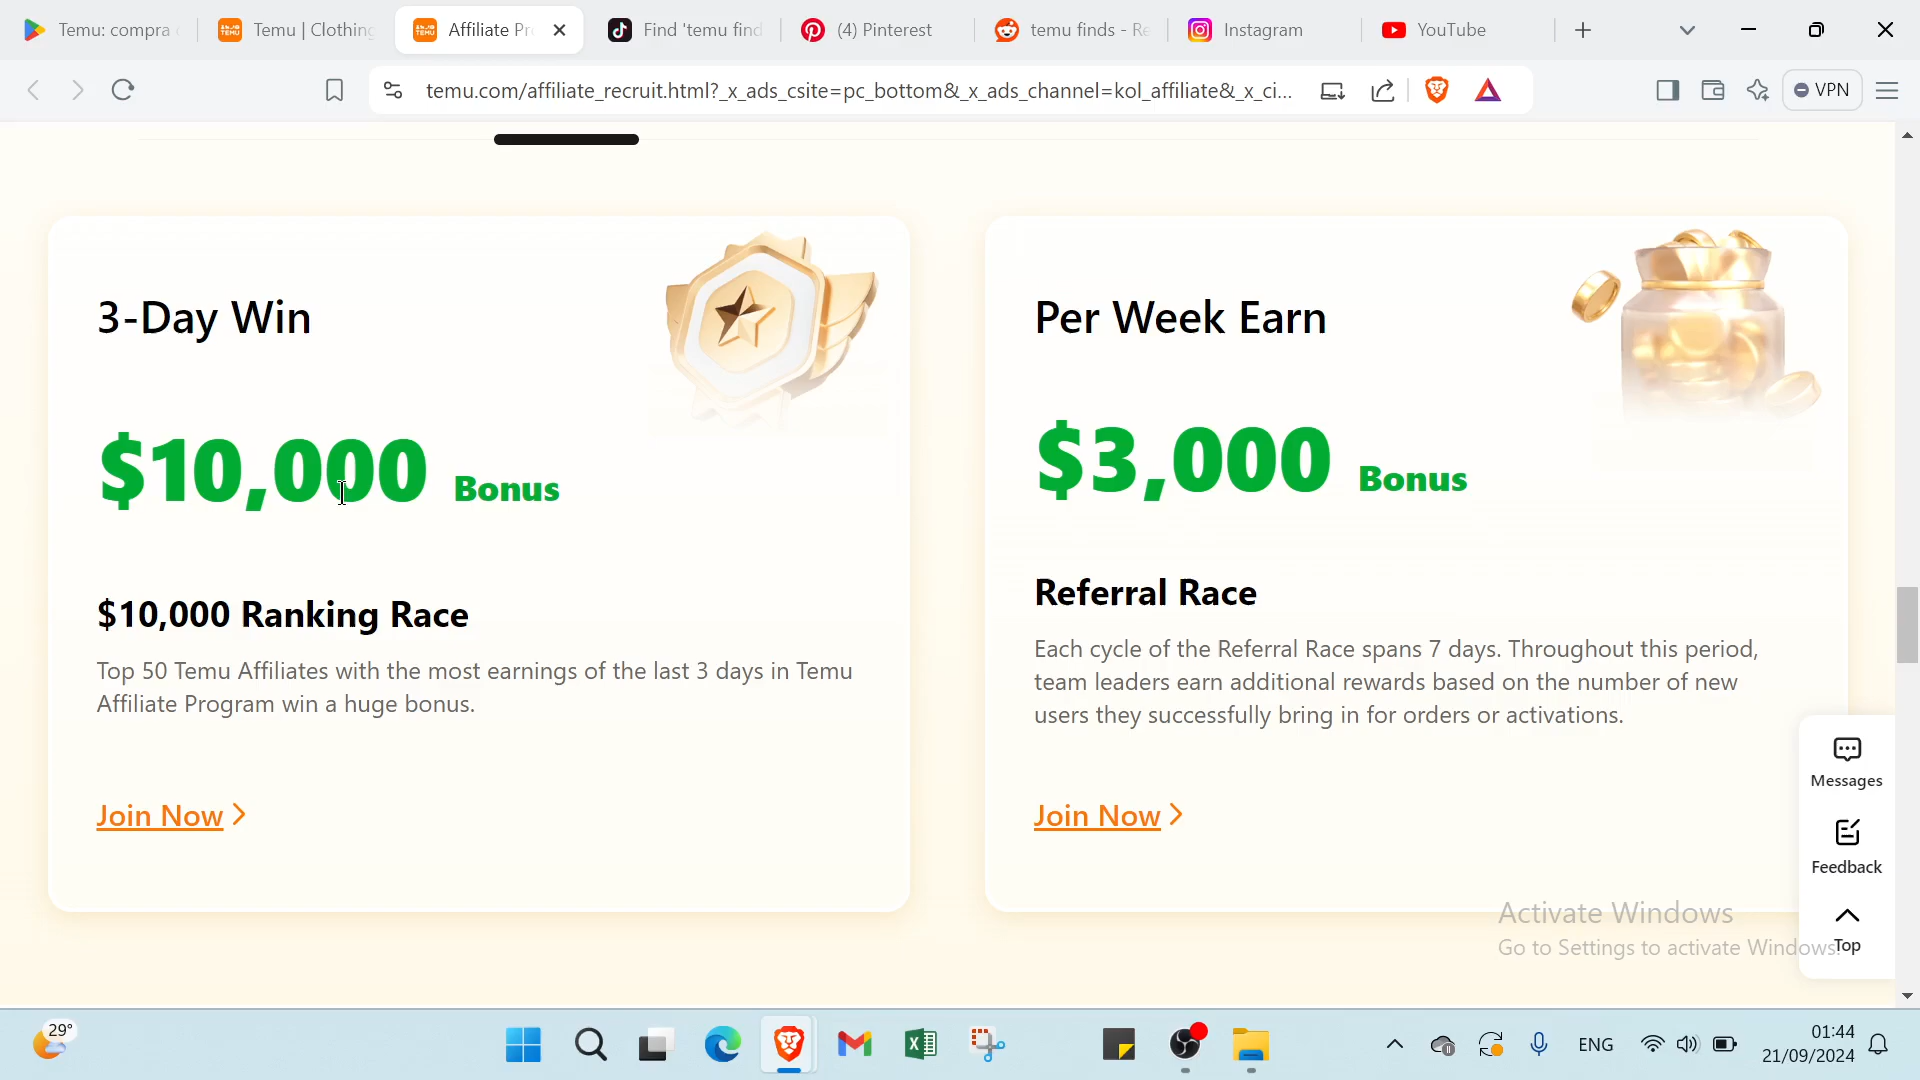 Temu: compra
Temu | Clothing
Affiliate Pr
Find 'temu find
(4) Pinterest
temu finds - Re
Instagram
YouTube
temu.com/affiliate_recruit.html?_x_ads_csite=pc_bottom&_x_ads_channel=kol_affiliate&_x_ci...
VPN
3-Day Win
$10,000 Bonus
$10,000 Ranking Race
Top 50 Temu Affiliates with the most earnings of the last 3 days in Temu
Affiliate Program win a huge bonus.
Join Now
Per Week Earn
$3,000 Bonus
Referral Race
Each cycle of the Referral Race spans 7 days. Throughout this period,
team leaders earn additional rewards based on the number of new
users they successfully bring in for orders or activations.
Join Now
Messages
Feedback
Top
Activate Windows
Go to Settings to activate Windows.
29°
ENG
01:44
21/09/2024